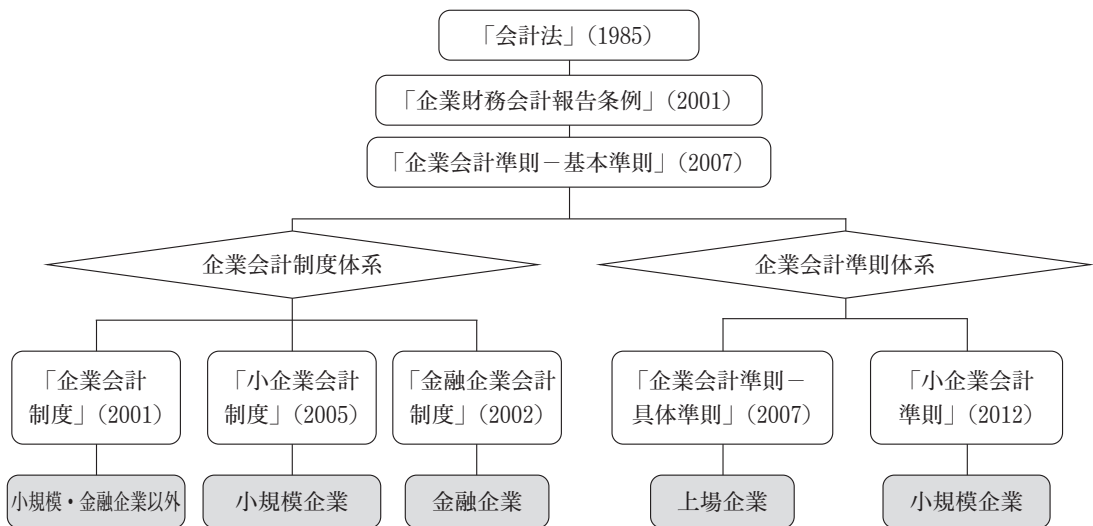 「会計法」(1985)
「企業財務会計報告条例」(2001)
「企業会計準則－基本準則」(2007)
企業会計制度体系
企業会計準則体系
「企業会計
制度」(2001)
「小企業会計
制度」(2005)
「金融企業会計
制度」(2002)
「企業会計準則－
具体準則」(2007)
「小企業会計
準則」(2012)
小規模・金融企業以外
小規模企業
金融企業
上場企業
小規模企業